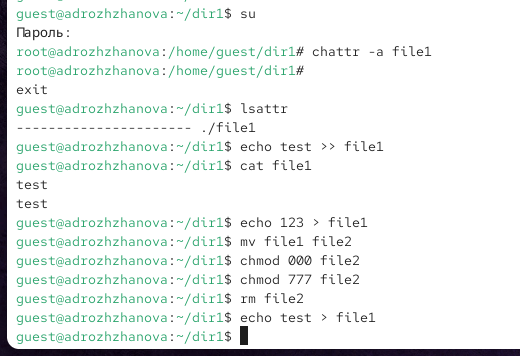 guest@adrozhzhanova:~/dir1$ su
Пароль:
root@adrozhzhanova:/home/guest/dir1# chattr -a file1
root@adrozhzhanova:/home/guest/dir1#
exit
guest@adrozhzhanova:~/dir1$ lsattr
---------------------- ./file1
guest@adrozhzhanova:~/dir1$ echo test >> file1
guest@adrozhzhanova:~/dir1$ cat file1
test
test
guest@adrozhzhanova:~/dir1$ echo 123 > file1
guest@adrozhzhanova:~/dir1$ mv file1 file2
guest@adrozhzhanova:~/dir1$ chmod 000 file2
guest@adrozhzhanova:~/dir1$ chmod 777 file2
guest@adrozhzhanova:~/dir1$ rm file2
guest@adrozhzhanova:~/dir1$ echo test > file1
guest@adrozhzhanova:~/dir1$